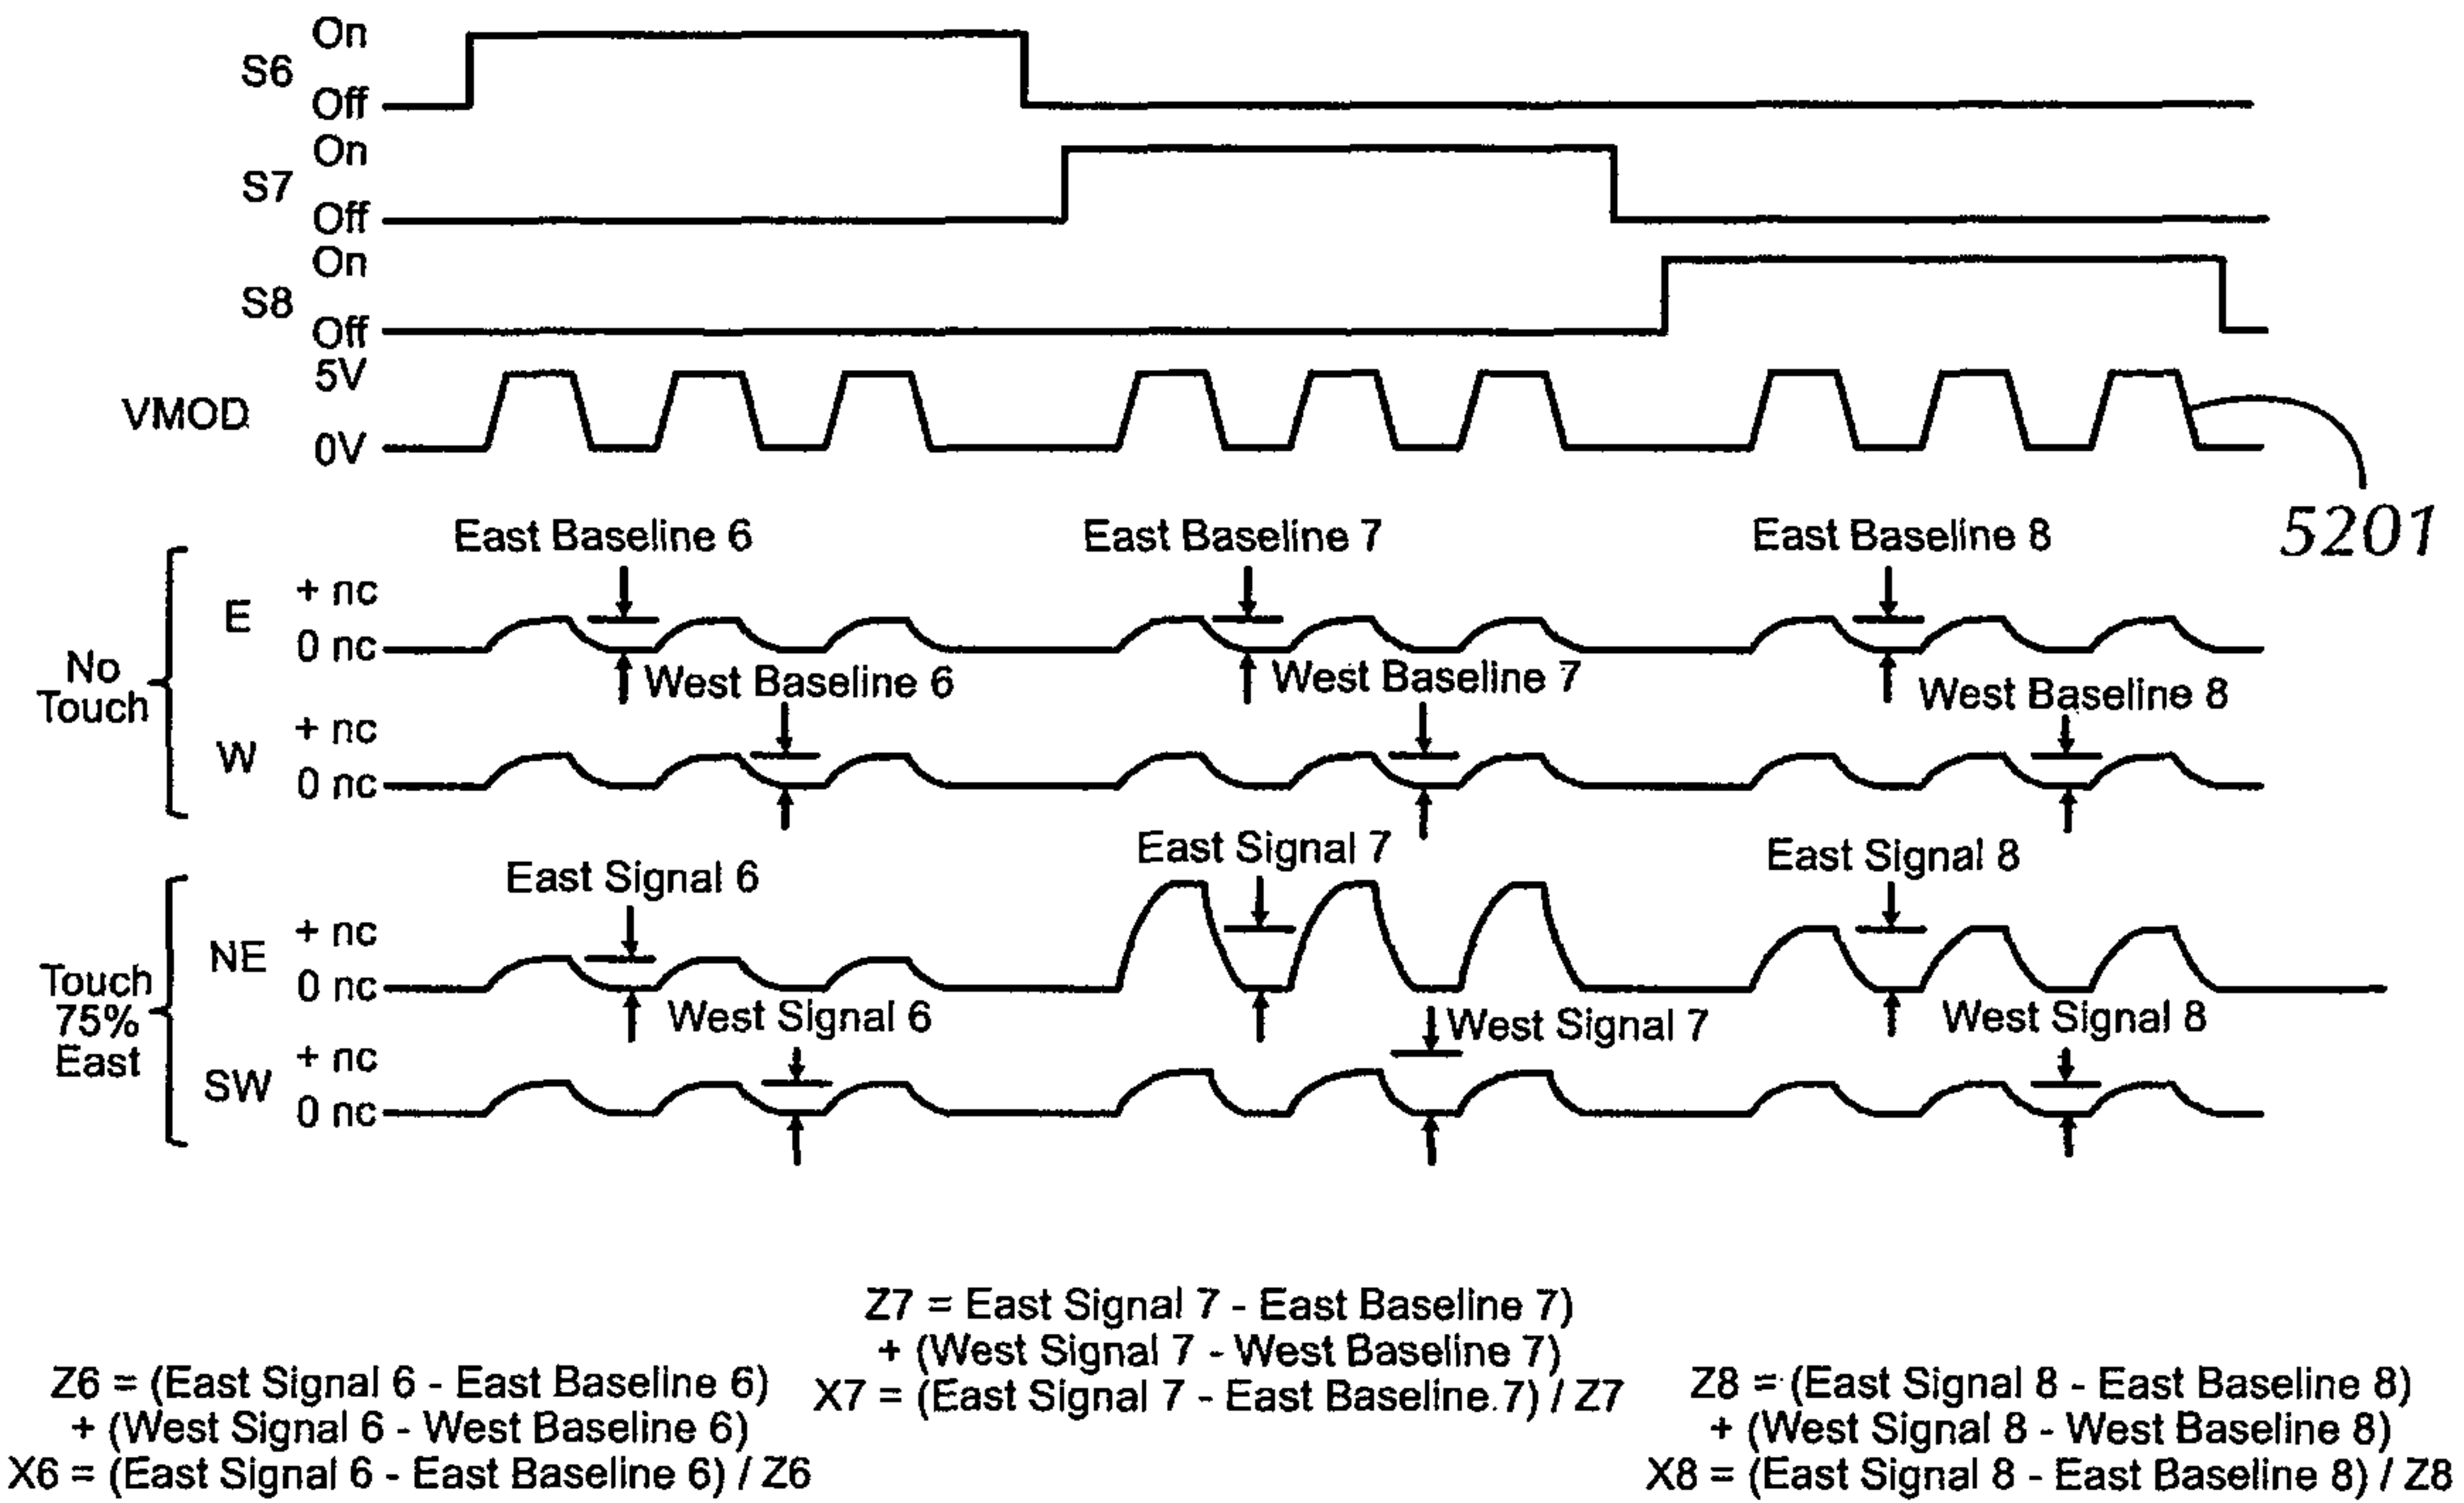 On
S6
Off
On
S7
Off
On
S8
Off
5V
VMOD
0V
5201
East Baseline 6
East Baseline 7
East Baseline 8
+ nc
E
0 nc
No
Touch
West Baseline 6
West Baseline 7
West Baseline 8
+ nc
W
0 nc
East Signal 6
East Signal 7
East Signal 8
+ nc
NE
0 nc
Touch
75%
East
West Signal 6
West Signal 7
West Signal 8
+ nc
SW
0 nc
Z6 = (East Signal 6 - East Baseline 6)
+ (West Signal 6 - West Baseline 6)
X6 = (East Signal 6 - East Baseline 6) / Z6
Z7 = East Signal 7 - East Baseline 7)
+ (West Signal 7 - West Baseline 7)
X7 = (East Signal 7 - East Baseline 7) / Z7
Z8 = (East Signal 8 - East Baseline 8)
+ (West Signal 8 - West Baseline 8)
X8 = (East Signal 8 - East Baseline 8) / Z8